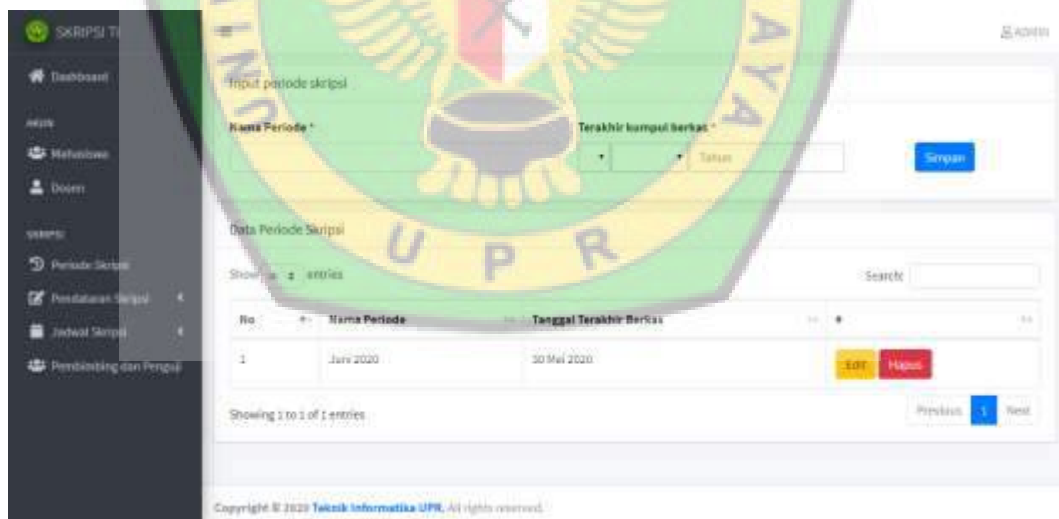 SKRIPSI TI
ADMIN
Dashboard
AKUN
Mahasiswa
Dosen
SKRIPSI
Periode Skripsi
Pendaftaran Skripsi
Jadwal Skripsi
Pembimbing dan Penguji
Input periode skripsi
Nama Periode * Terakhir kumpul berkas *
Tahun Simpan
Data Periode Skripsi
Show entries Search:
No Nama Periode Tanggal Terakhir Berkas #
1 Juni 2020 30 Mei 2020 Edit Hapus
Showing 1 to 1 of 1 entries Previous 1 Next
Copyright © 2020 Teknik Informatika UPR. All rights reserved.
UPR
AYA